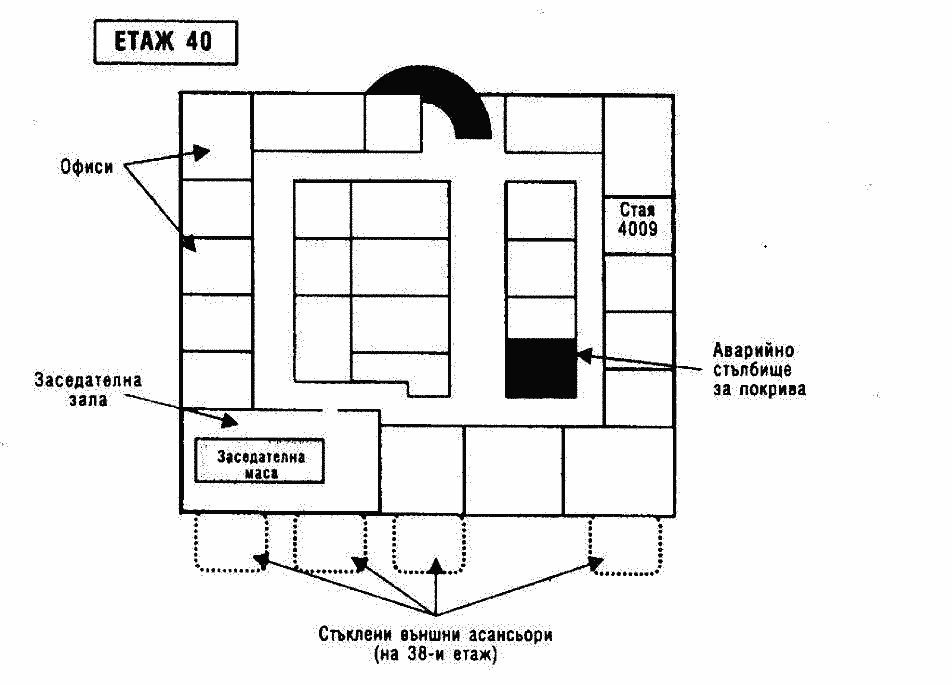 ЕТАЖ 40
Офиси
Стая
4009
Аварийно
стълбище
за покрива
Заседателна
зала
Заседателна
маса
Стъклени външни асансьори
(на 38-и етаж)